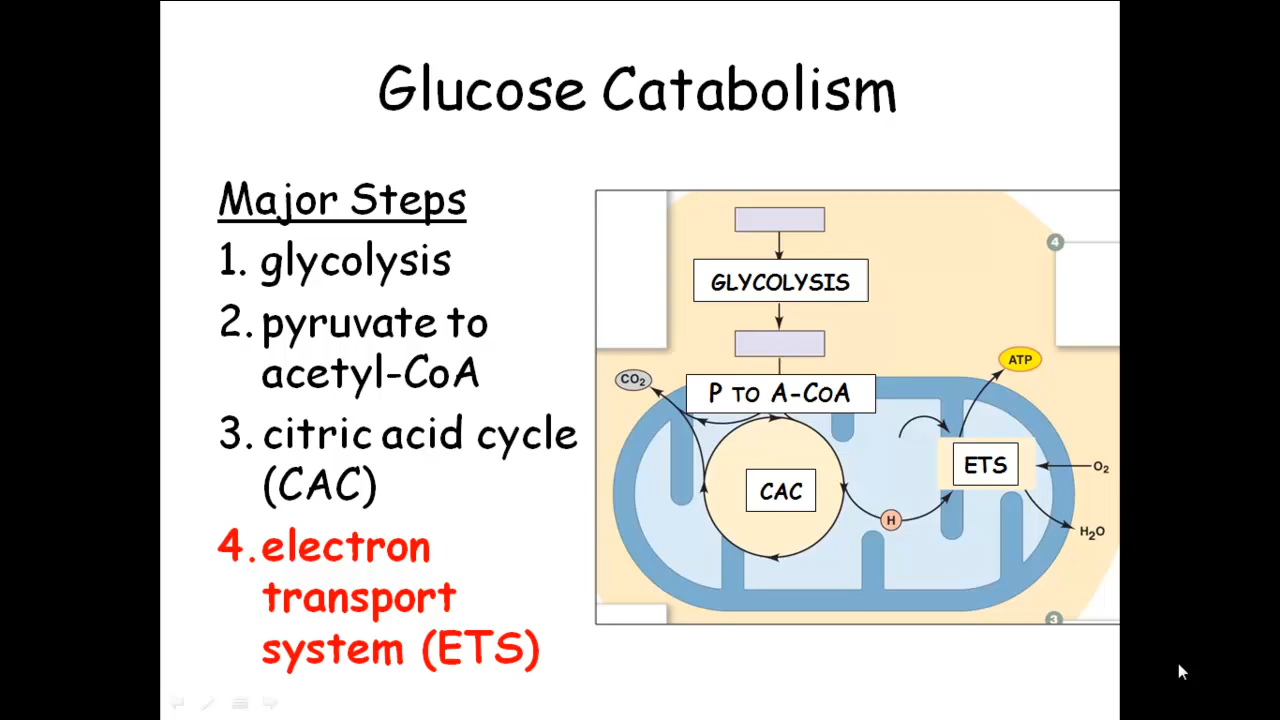 Glucose Catabolism
Major Steps
1. glycolysis
2. pyruvate to
acetyl-CoA
3. citric acid cycle
(CAC)
4. electron
transport
system (ETS)
4
GLYCOLYSIS
ATP
CO₂
P TO A-CoA
ETS
O₂
CAC
H
H₂O
3